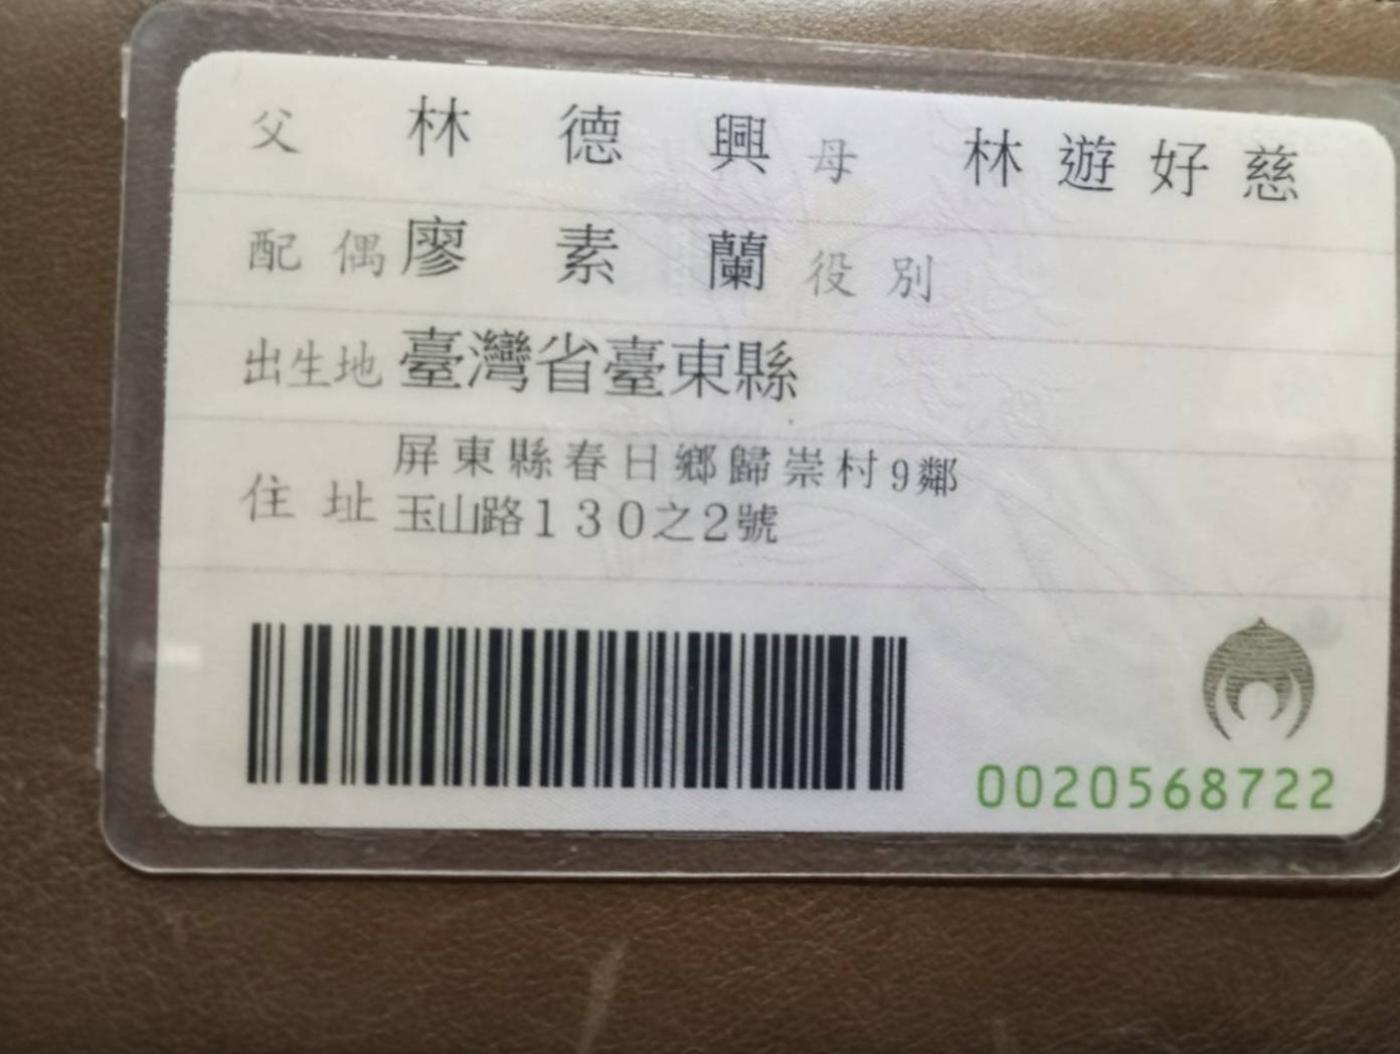 父 林德興 母 林遊好慈
配偶 廖素蘭 役別
出生地 臺灣省臺東縣
住址 屏東縣春日鄉歸崇村9鄰
玉山路130之2號
0020568722